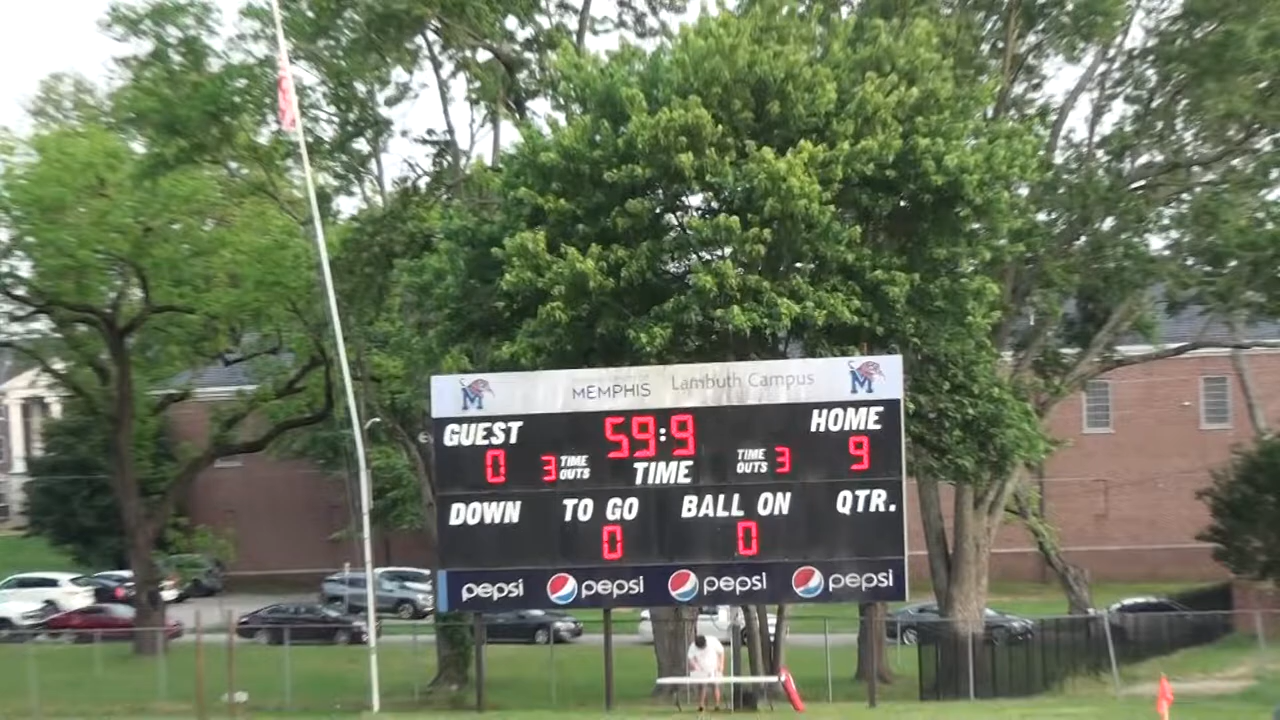 MEMPHIS Lambuth Campus
GUEST 59:9 HOME
0 3 TIME OUTS TIME TIME OUTS 3 9
DOWN TO GO BALL ON QTR.
0 0
pepsi pepsi pepsi pepsi